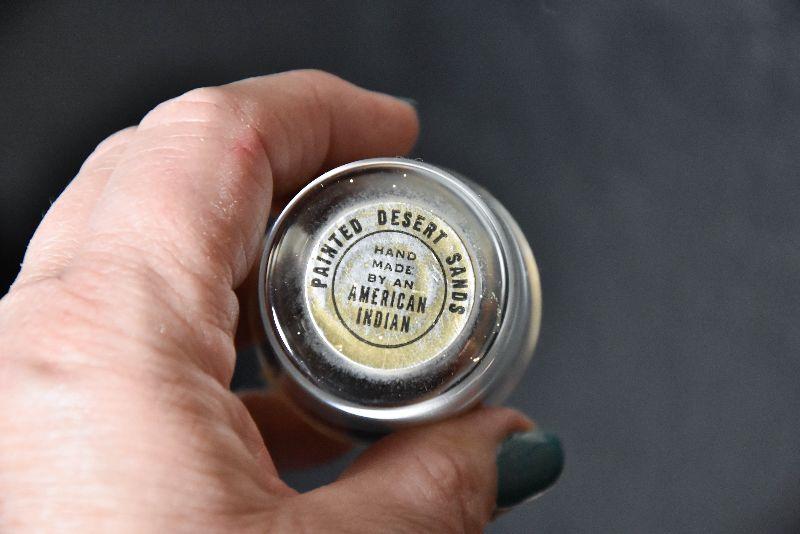 PAINTED DESERT SANDS
HAND
MADE
BY AN
AMERICAN
INDIAN